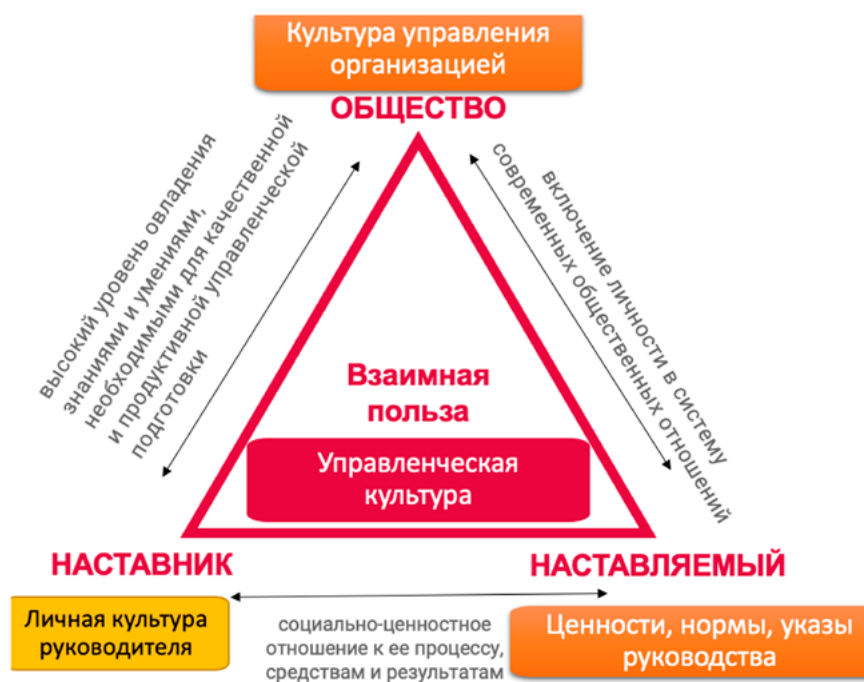 Культура управления
организацией
ОБЩЕСТВО
высокий уровень овладения
знаниями и умениями,
необходимыми для качественной
и продуктивной управленческой
подготовки
включение личности в систему
современных общественных отношений
Взаимная
польза
Управленческая
культура
НАСТАВНИК
НАСТАВЛЯЕМЫЙ
Личная культура
руководителя
социально-ценностное
отношение к ее процессу,
средствам и результатам
Ценности, нормы, указы
руководства